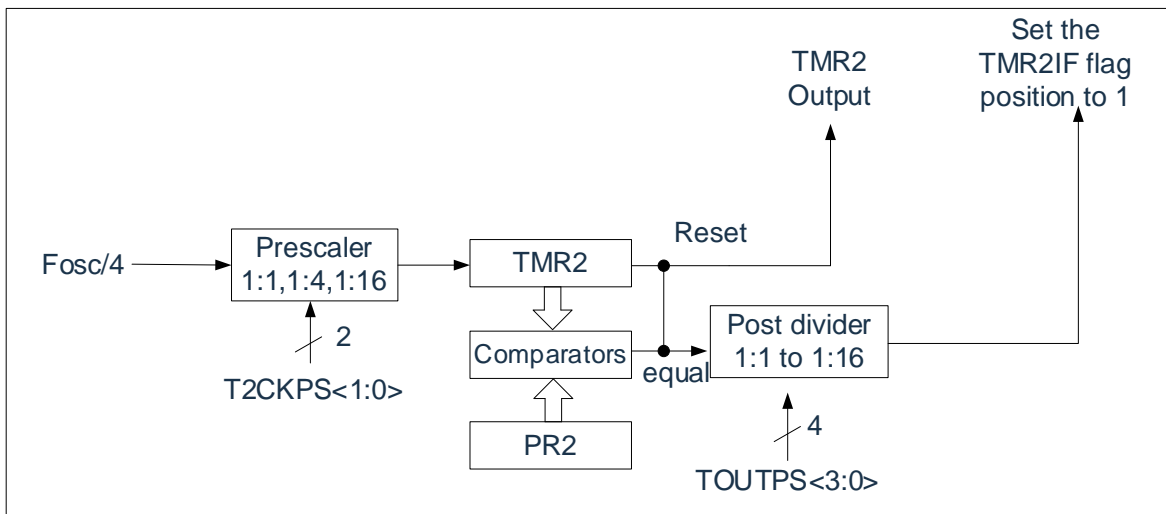 Set the
TMR2IF flag
position to 1
TMR2
Output
Reset
Fosc/4
Prescaler
1:1,1:4,1:16
TMR2
2
T2CKPS<1:0>
Comparators
equal
Post divider
1:1 to 1:16
PR2
4
TOUTPS<3:0>